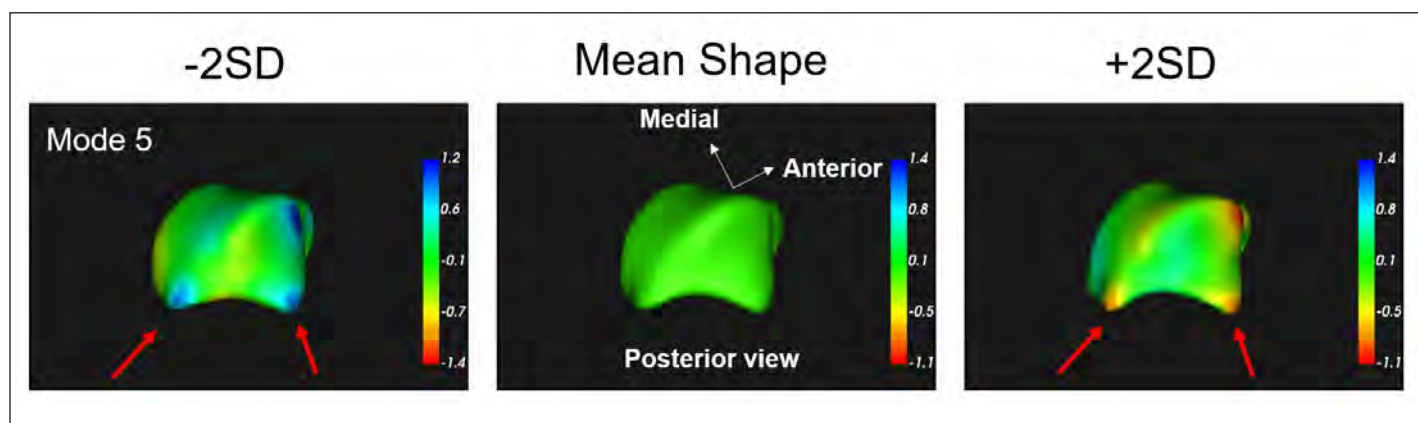 -2SD
Mean Shape
+2SD
Mode 5
1.2
0.6
-0.1
-0.7
-1.4
Medial
Anterior
Posterior view
1.4
0.8
0.1
-0.5
-1.1
1.4
0.8
0.1
-0.5
-1.1